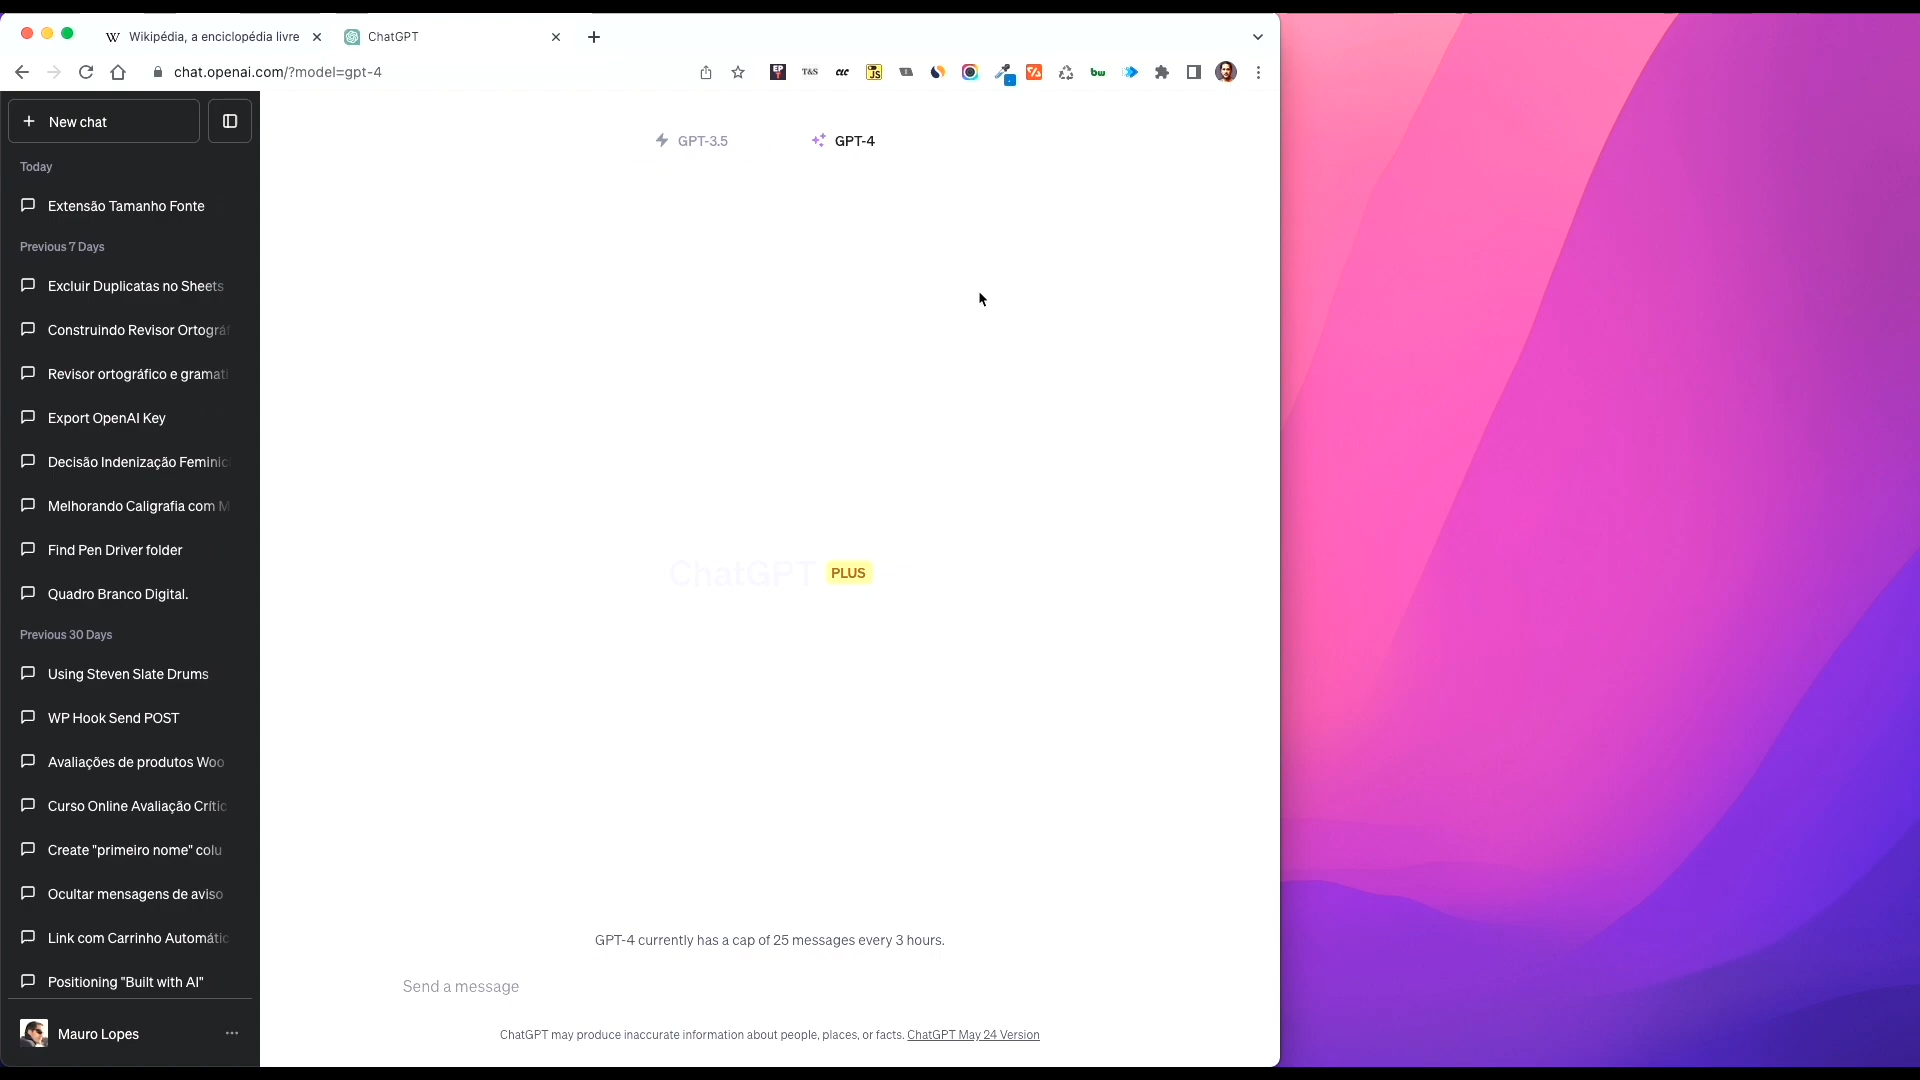 W Wikipédia, a enciclopédia livre
ChatGPT
chat.openai.com/?model=gpt-4
EP
T&S
CLC
JS
bw
New chat
GPT-3.5
GPT-4
Today
Extensão Tamanho Fonte
Previous 7 Days
Excluir Duplicatas no Sheets
Construindo Revisor Ortográf
Revisor ortográfico e gramati
Export OpenAI Key
Decisão Indenização Feminic
Melhorando Caligrafia com M
Find Pen Driver folder
ChatGPT PLUS
Quadro Branco Digital.
Previous 30 Days
Using Steven Slate Drums
WP Hook Send POST
Avaliações de produtos Woo
Curso Online Avaliação Crític
Create "primeiro nome" colu
Ocultar mensagens de aviso
Link com Carrinho Automátic
Positioning "Built with AI"
GPT-4 currently has a cap of 25 messages every 3 hours.
Send a message
Mauro Lopes
ChatGPT may produce inaccurate information about people, places, or facts. ChatGPT May 24 Version